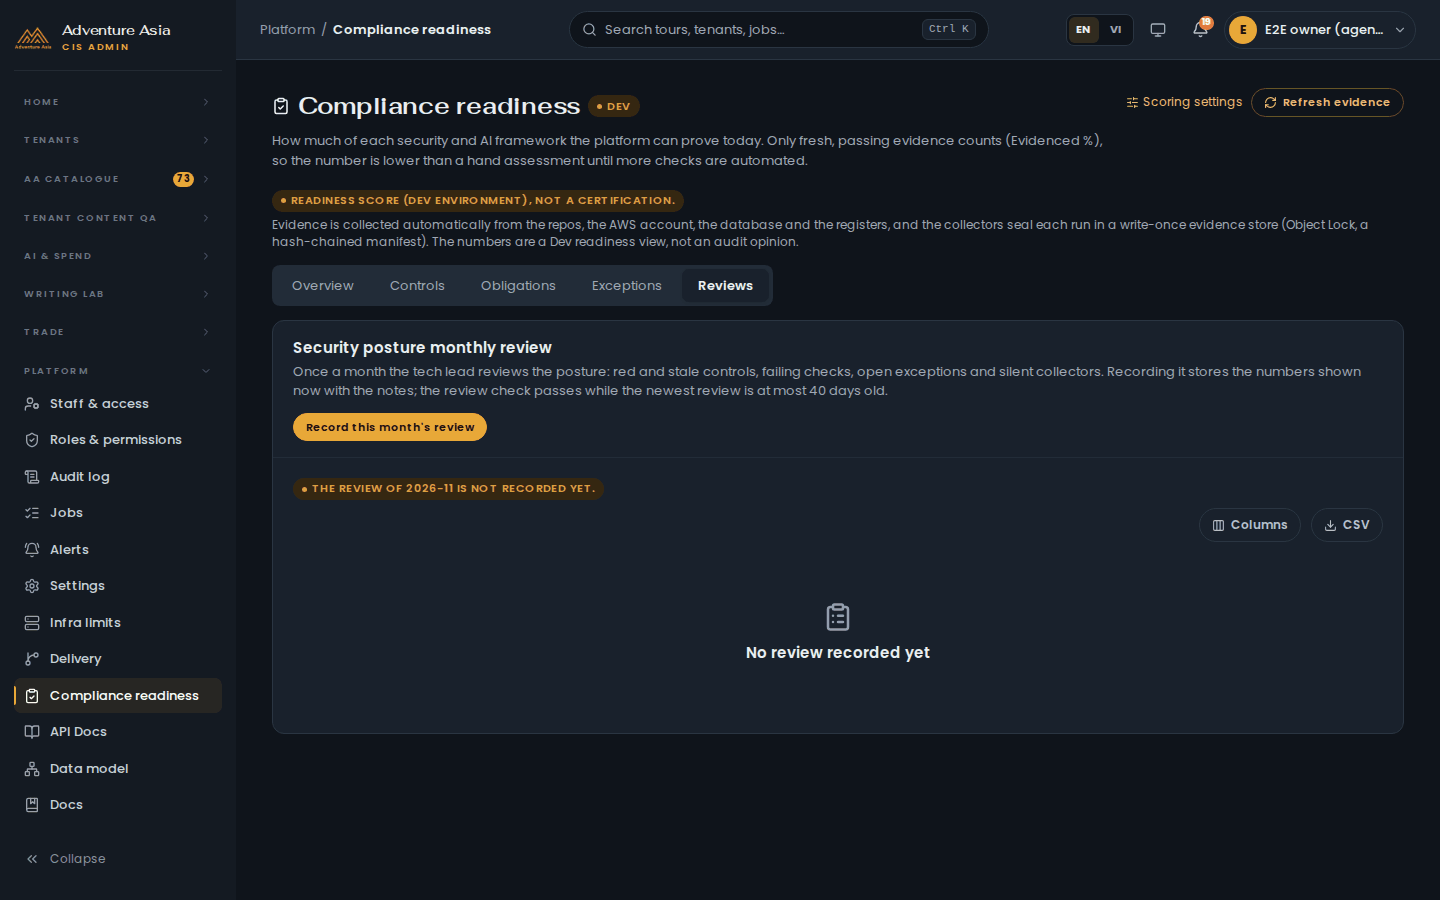 Adventure Asia
CIS ADMIN
Adventure Asia
Platform / Compliance readiness
Search tours, tenants, jobs...
Ctrl K
EN
VI
19
E
E2E owner (agen...
HOME
TENANTS
AA CATALOGUE
73
TENANT CONTENT QA
AI & SPEND
WRITING LAB
TRADE
PLATFORM
Staff & access
Roles & permissions
Audit log
Jobs
Alerts
Settings
Infra limits
Delivery
Compliance readiness
API Docs
Data model
Docs
Collapse
Compliance readiness
DEV
Scoring settings
Refresh evidence
How much of each security and AI framework the platform can prove today. Only fresh, passing evidence counts (Evidenced %),
so the number is lower than a hand assessment until more checks are automated.
READINESS SCORE (DEV ENVIRONMENT), NOT A CERTIFICATION.
Evidence is collected automatically from the repos, the AWS account, the database and the registers, and the collectors seal each run in a write-once evidence store (Object Lock, a
hash-chained manifest). The numbers are a Dev readiness view, not an audit opinion.
Overview
Controls
Obligations
Exceptions
Reviews
Security posture monthly review
Once a month the tech lead reviews the posture: red and stale controls, failing checks, open exceptions and silent collectors. Recording it stores the numbers shown
now with the notes; the review check passes while the newest review is at most 40 days old.
Record this month's review
THE REVIEW OF 2026-11 IS NOT RECORDED YET.
Columns
CSV
No review recorded yet